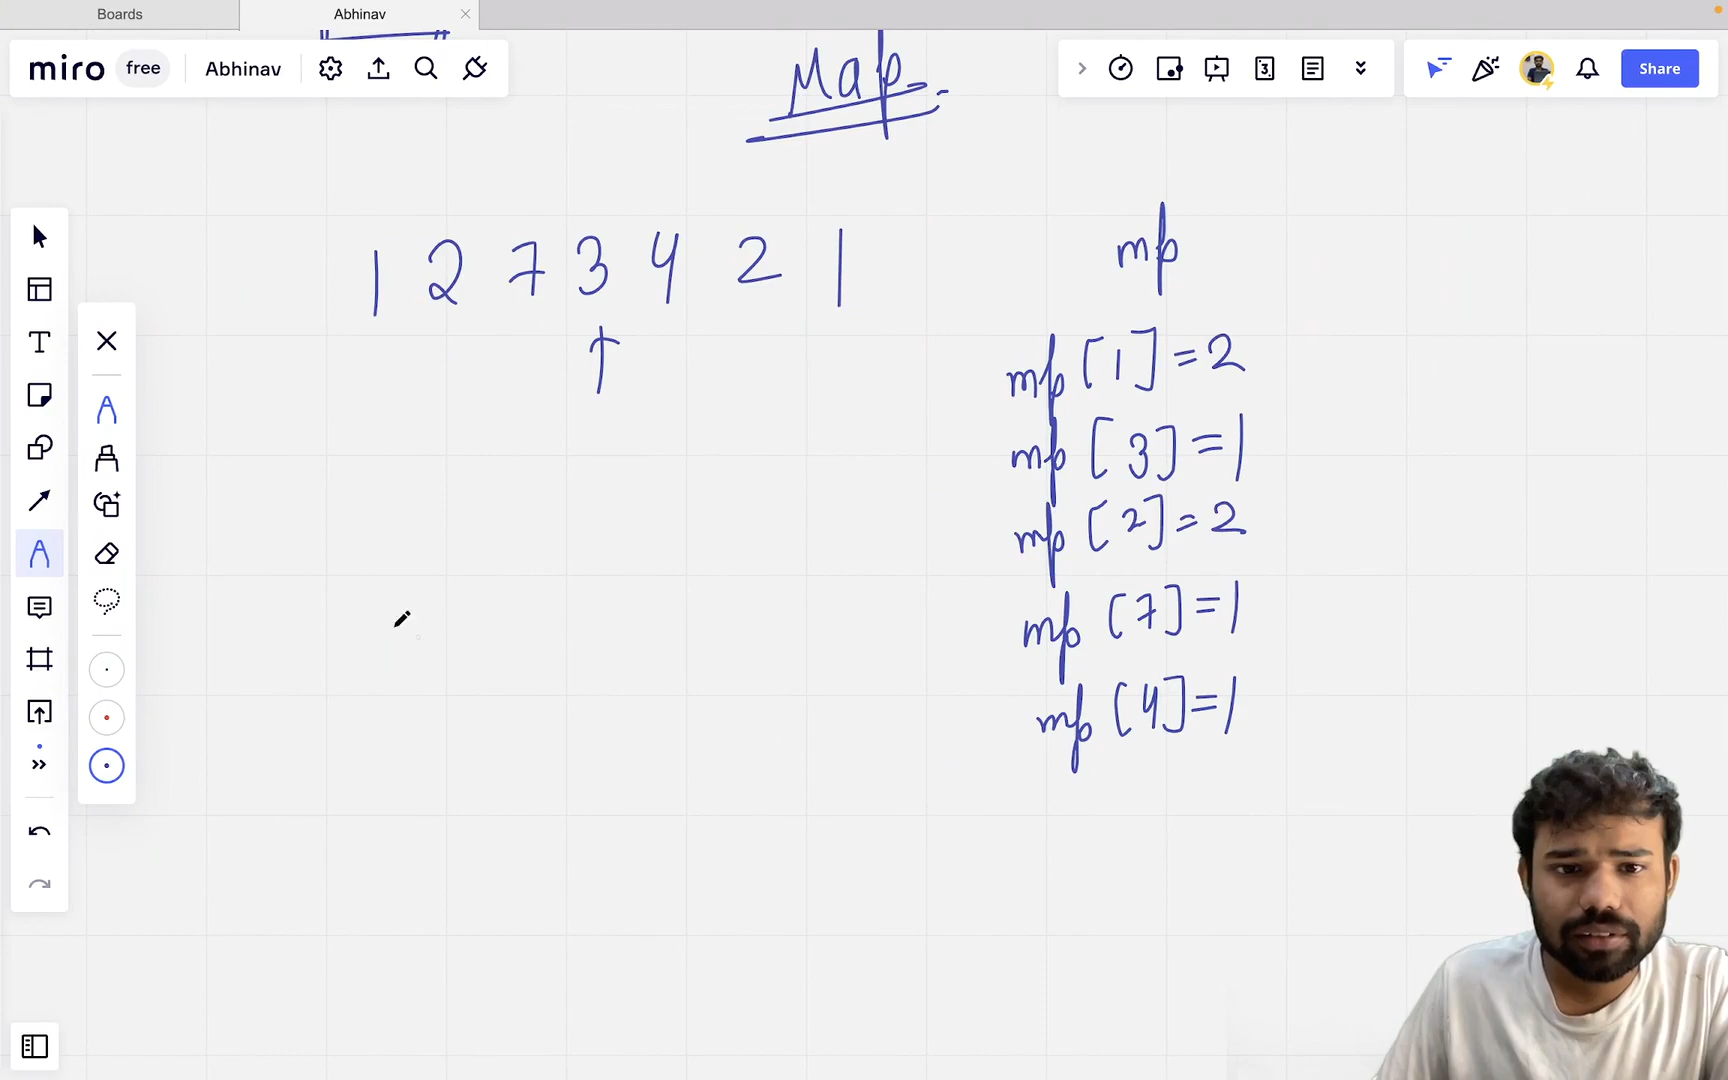 Boards
Abhinav
miro free Abhinav
Share
Map
1 2 7 3 4 2 1
mp
mp [1] = 2
mp [3] = 1
mp [2] = 2
mp [7] = 1
mp [4] = 1